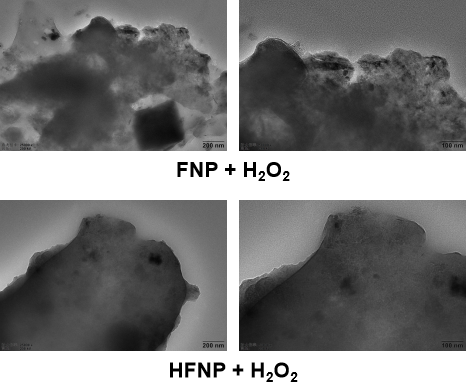 200 nm
100 nm
FNP + H₂O₂
200 nm
100 nm
HFNP + H₂O₂